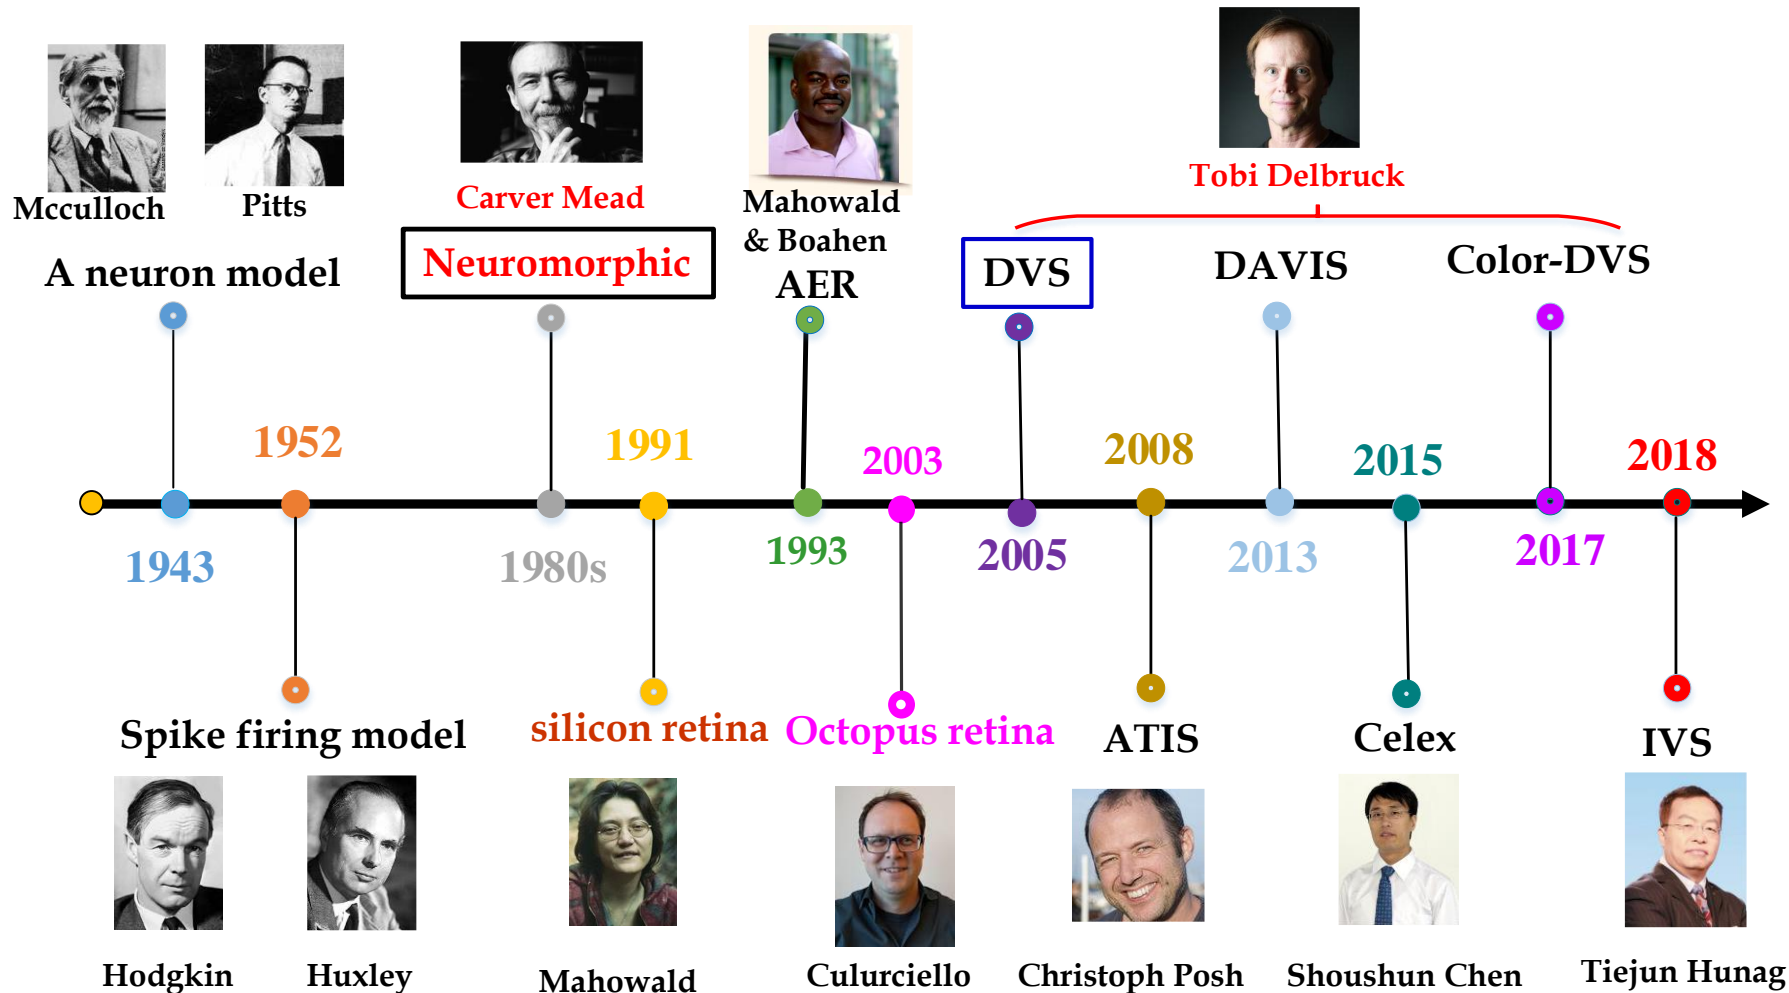 Mcculloch
Pitts
Carver Mead
Mahowald
& Boahen
Tobi Delbruck
A neuron model
Neuromorphic
AER
DVS
DAVIS
Color-DVS
1952
1991
2003
2008
2015
2018
1943
1980s
1993
2005
2013
2017
Spike firing model
silicon retina
Octopus retina
ATIS
Celex
IVS
Hodgkin
Huxley
Mahowald
Culurciello
Christoph Posh
Shoushun Chen
Tiejun Hunag